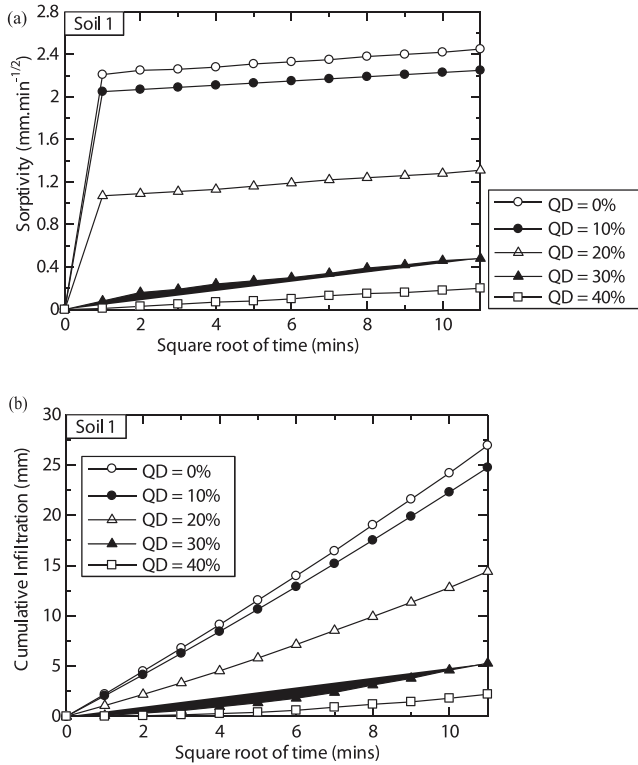 (a)
Soil 1
2.8
2.4
2
1.6
1.2
0.8
0.4
0
Sorptivity (mm.min-1/2)
0 2 4 6 8 10
Square root of time (mins)
QD = 0%
QD = 10%
QD = 20%
QD = 30%
QD = 40%
(b)
Soil 1
30
25
20
15
10
5
0
Cumulative Infiltration (mm)
QD = 0%
QD = 10%
QD = 20%
QD = 30%
QD = 40%
0 2 4 6 8 10
Square root of time (mins)